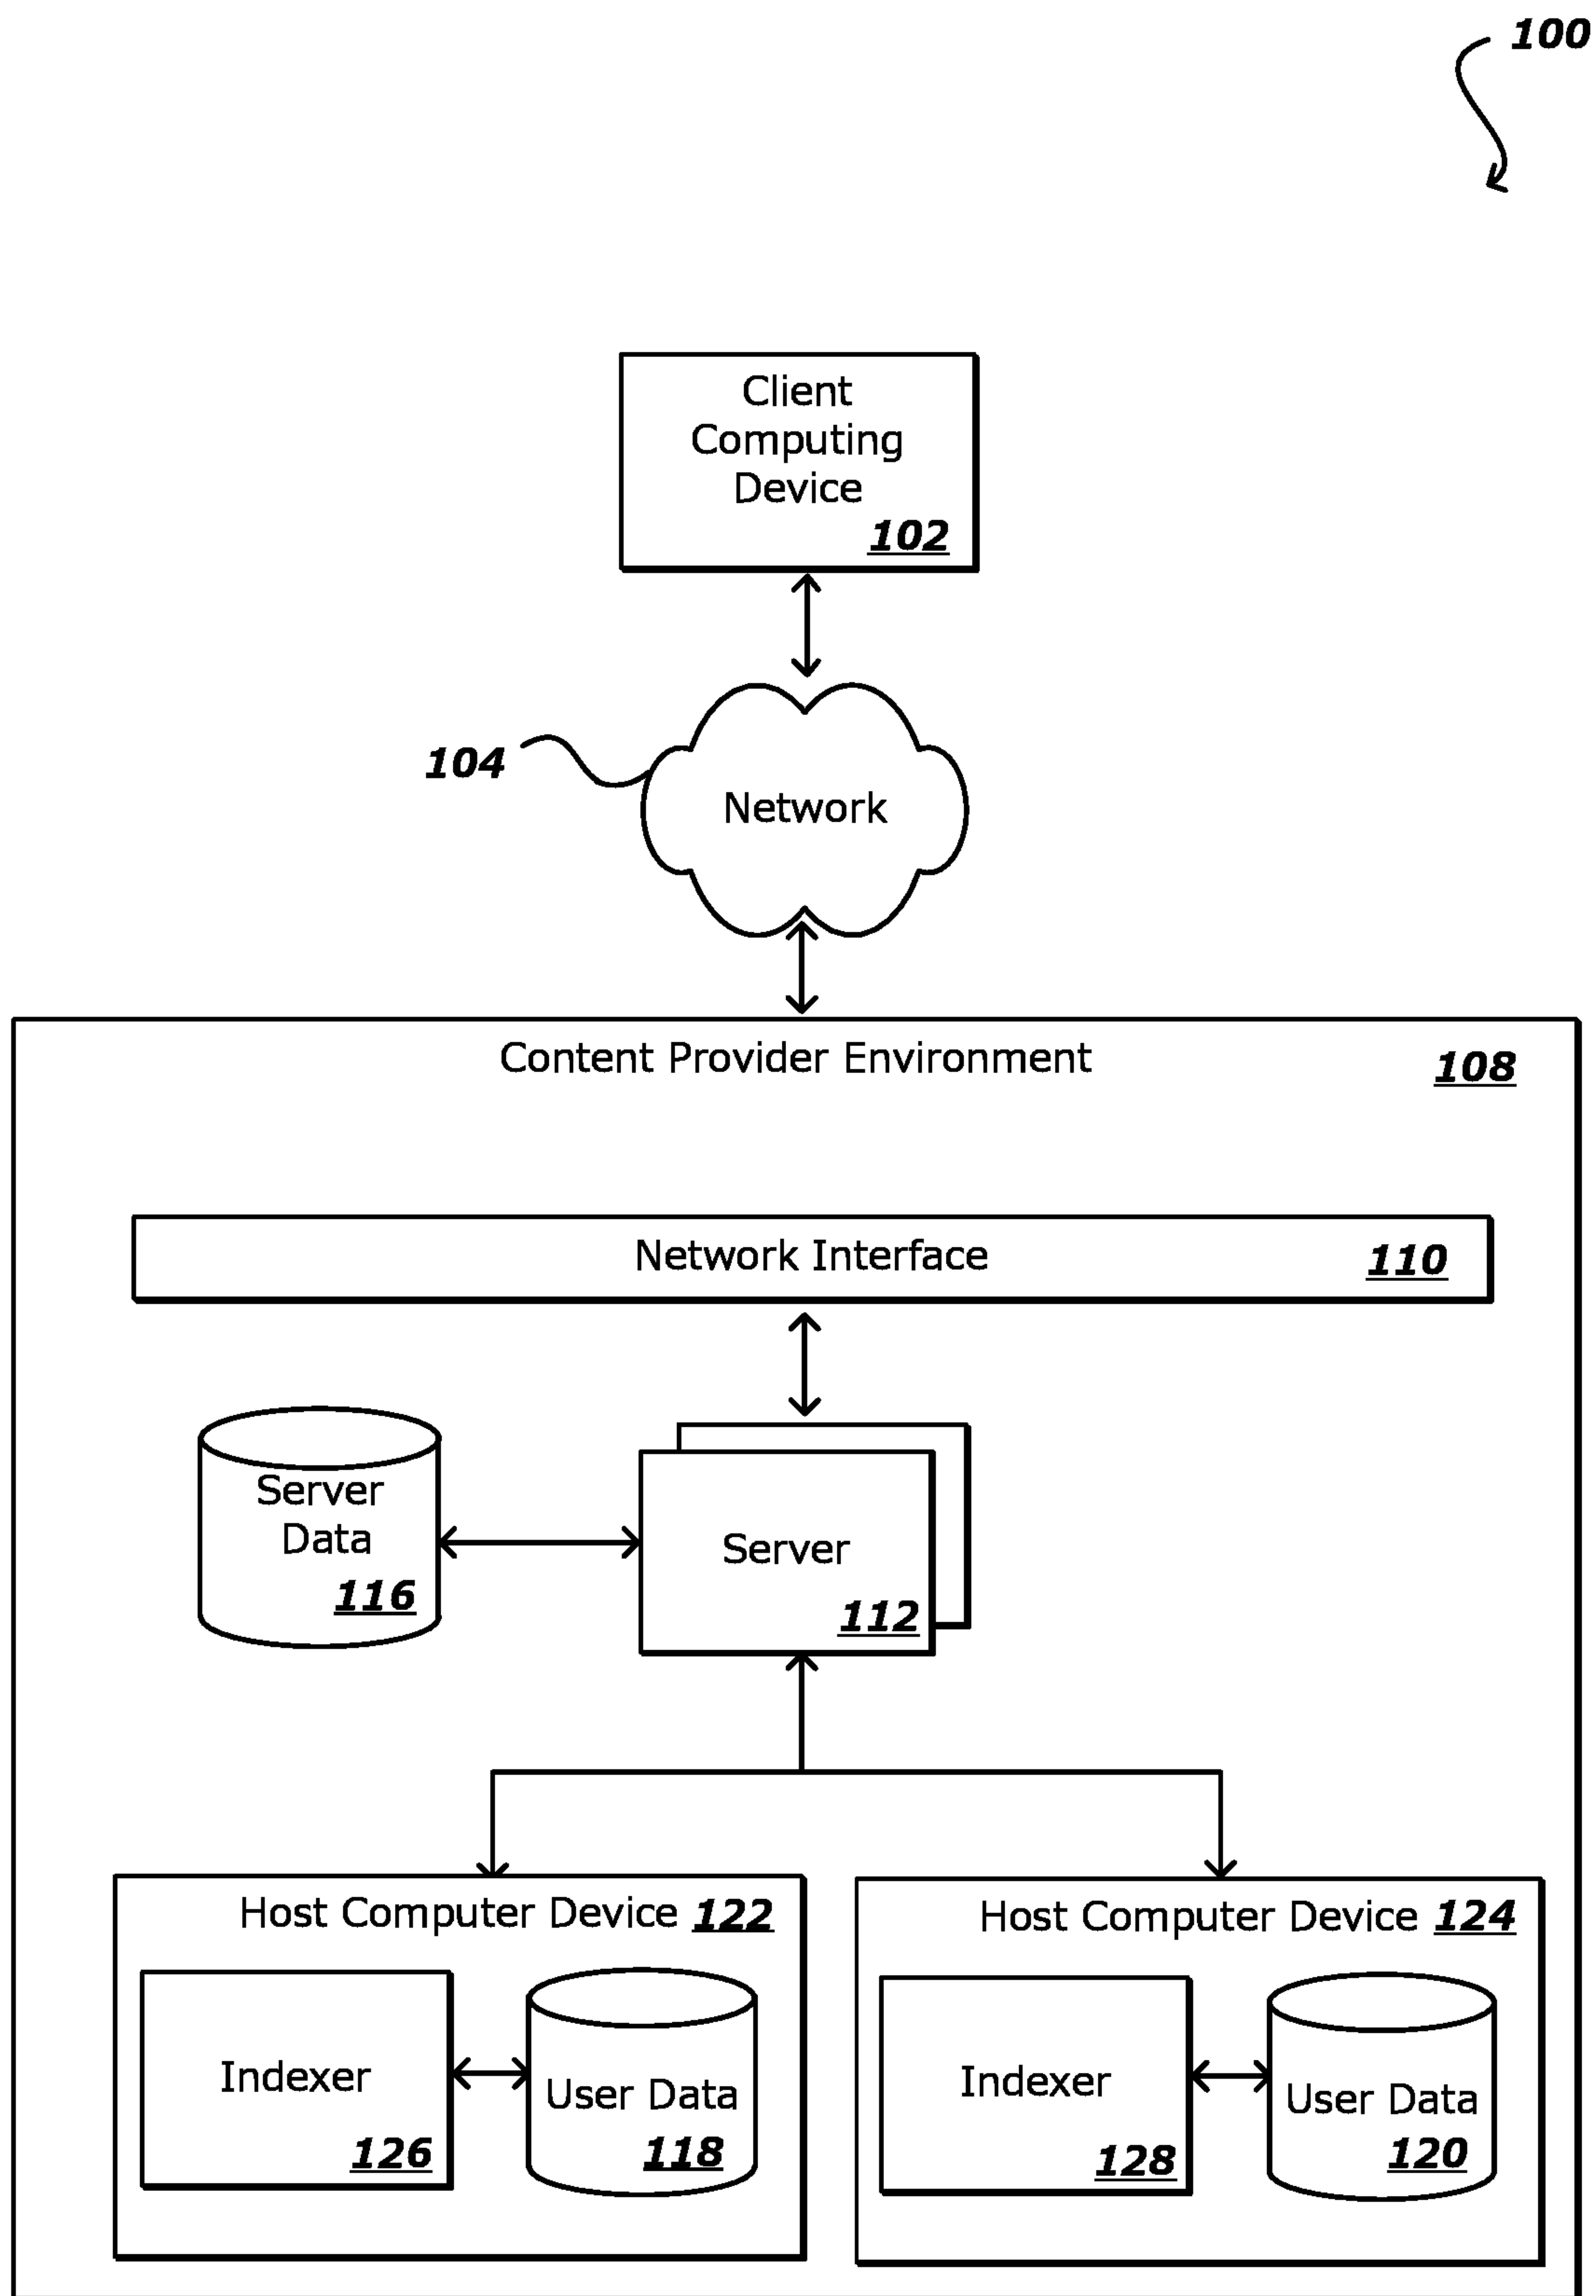 100
Client
Computing
Device
102
104
Network
Content Provider Environment
108
Network Interface
110
Server
Data
116
Server
112
Host Computer Device 122
Indexer
126
User Data
118
Host Computer Device 124
Indexer
128
User Data
120